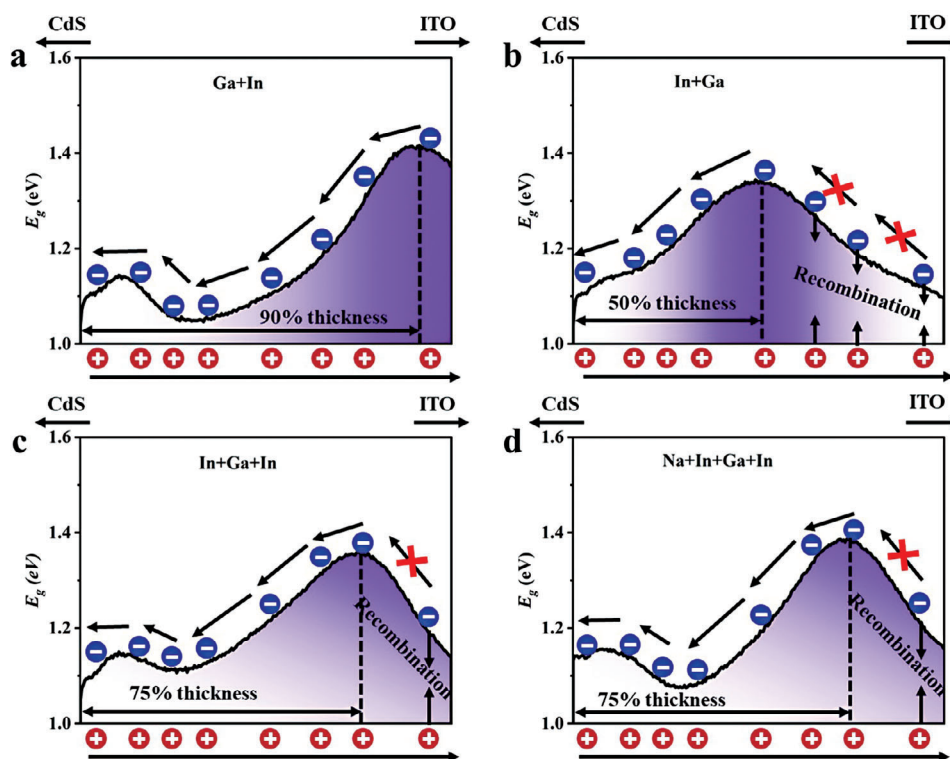 CdS
ITO
a
Ga+In
1.6
1.4
1.2
1.0
Eg (eV)
90% thickness
CdS
ITO
b
In+Ga
1.6
1.4
1.2
1.0
Eg (eV)
50% thickness
Recombination
CdS
ITO
c
In+Ga+In
1.6
1.4
1.2
1.0
Eg (eV)
75% thickness
Recombination
CdS
ITO
d
Na+In+Ga+In
1.6
1.4
1.2
1.0
Eg (eV)
75% thickness
Recombination